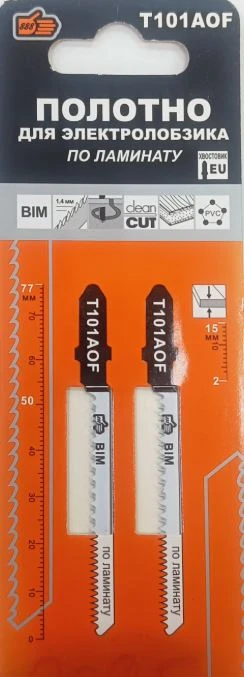 888
T101AOF
ПОЛОТНО
ДЛЯ ЭЛЕКТРОЛОБЗИКА
ПО ЛАМИНАТУ
ХВОСТОВИК
EU
BIM
1.4 мм
clean
CUT
PVC
77
мм
70
60
50
40
30
20
10
0
15
мм
10
2
T101AOF
BIM
по ламинату
T101AOF
BIM
по ламинату